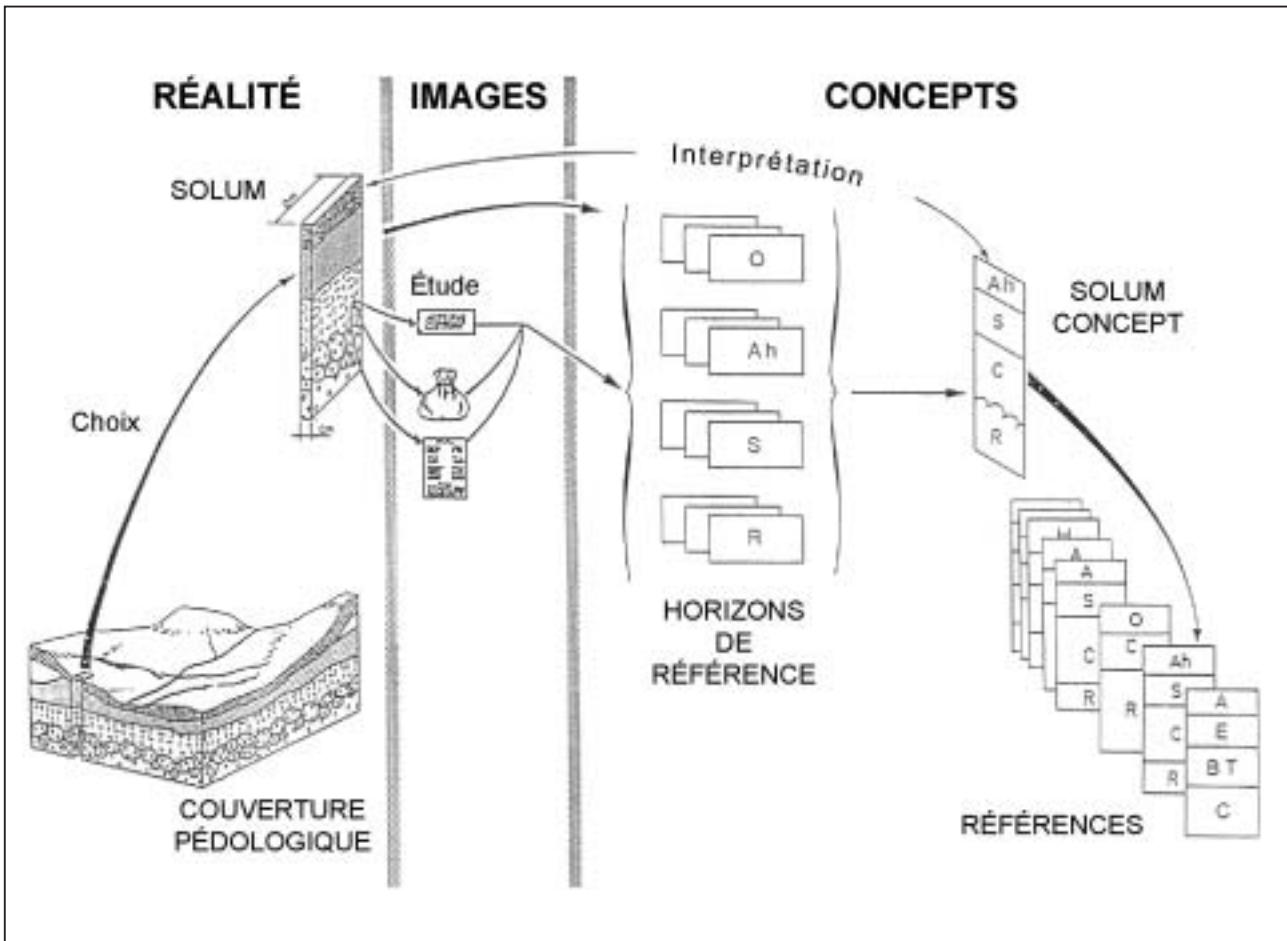 RÉALITÉ
IMAGES
CONCEPTS
Interprétation
SOLUM
Étude
Choix
O
Ah
S
R
HORIZONS
DE
RÉFÉRENCE
Ah
S
C
R
SOLUM
CONCEPT
A
A
S
C
R
O
C
R
Ah
S
C
R
A
E
BT
C
COUVERTURE
PÉDOLOGIQUE
RÉFÉRENCES